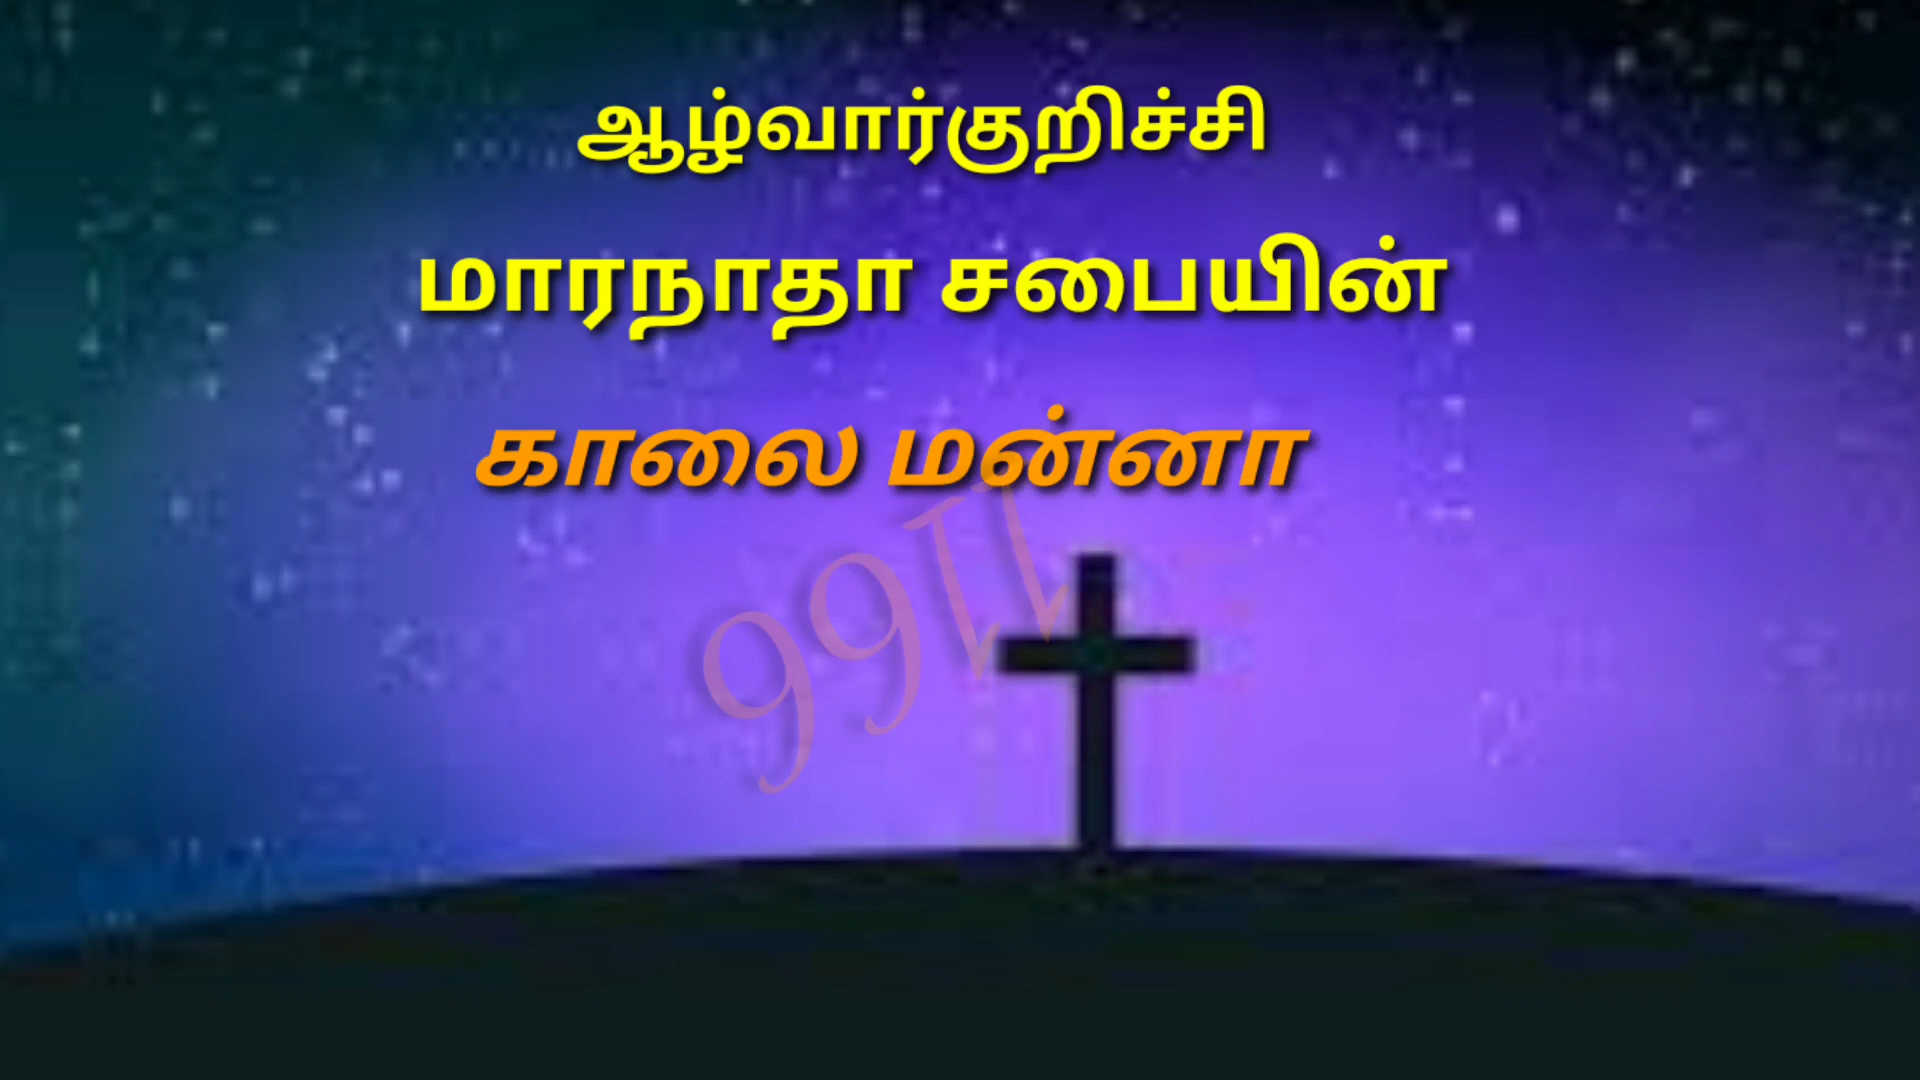 ஆழ்வார்குறிச்சி
மாரநாதா சபையின்
காலை மன்னா